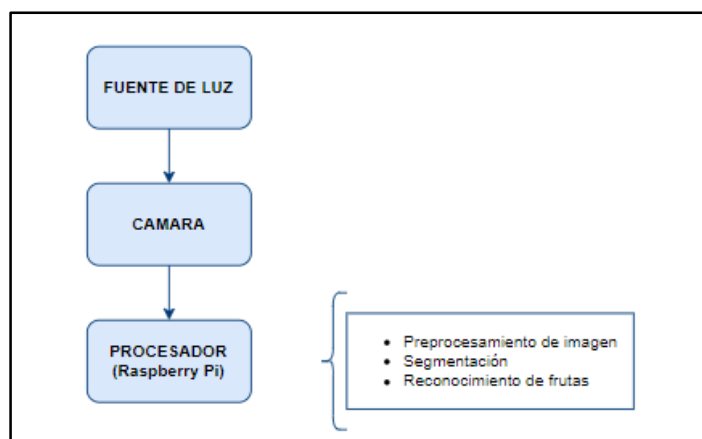 FUENTE DE LUZ
CAMARA
PROCESADOR
(Raspberry Pi)
• Preprocesamiento de imagen
• Segmentación
• Reconocimiento de frutas